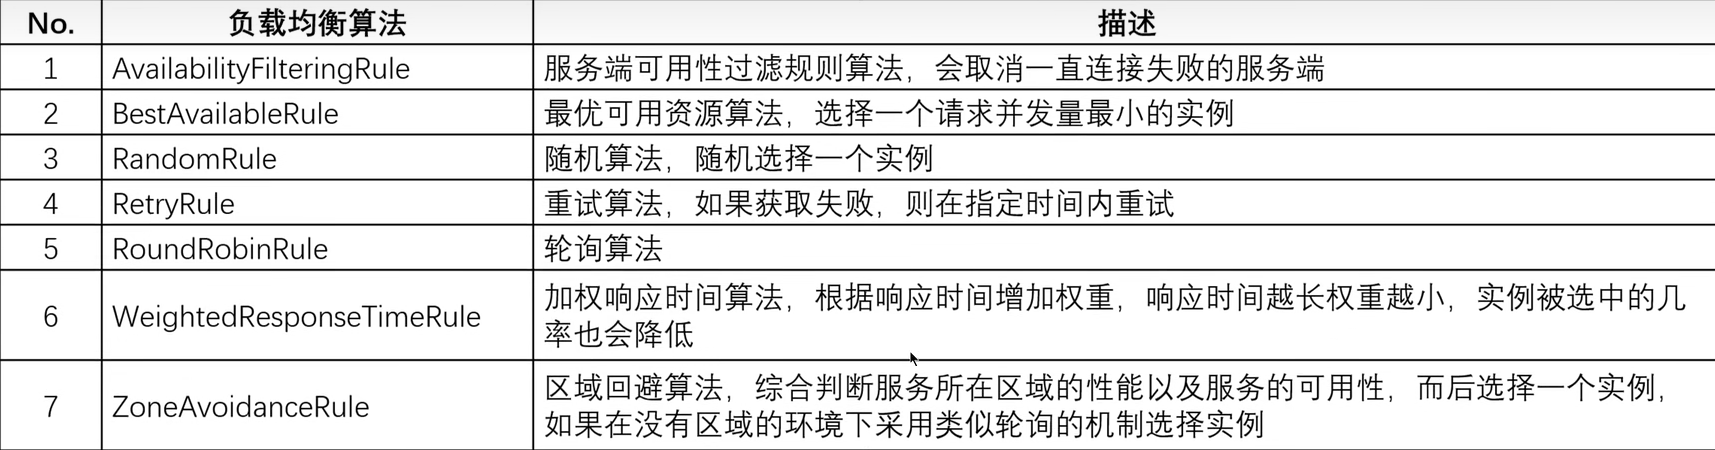 No. 负载均衡算法 描述
1 AvailabilityFilteringRule 服务端可用性过滤规则算法，会取消一直连接失败的服务端
2 BestAvailableRule 最优可用资源算法，选择一个请求并发量最小的实例
3 RandomRule 随机算法，随机选择一个实例
4 RetryRule 重试算法，如果获取失败，则在指定时间内重试
5 RoundRobinRule 轮询算法
6 WeightedResponseTimeRule 加权响应时间算法，根据响应时间增加权重，响应时间越长权重越小，实例被选中的几
率也会降低
7 ZoneAvoidanceRule 区域回避算法，综合判断服务所在区域的性能以及服务的可用性，而后选择一个实例，
如果在没有区域的环境下采用类似轮询的机制选择实例